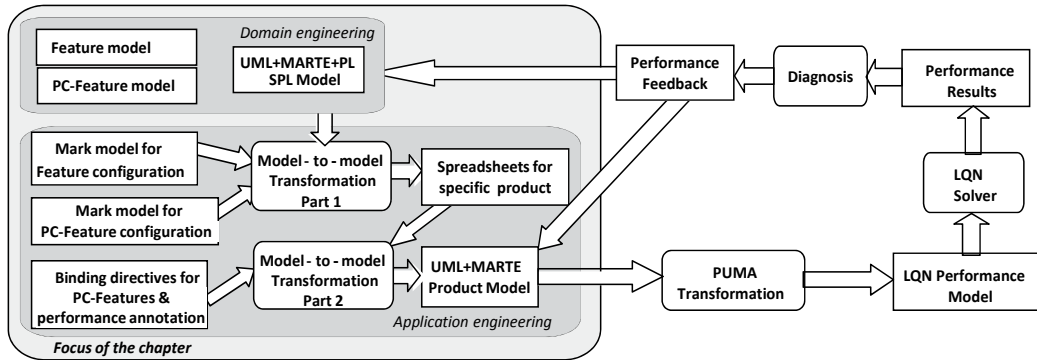 Domain engineering
Feature model
PC-Feature model
UML+MARTE+PL
SPL Model
Performance
Feedback
Diagnosis
Performance
Results
Mark model for
Feature configuration
Model - to - model
Transformation
Part 1
Spreadsheets for
specific product
LQN
Solver
Mark model for
PC-Feature configuration
Binding directives for
PC-Features &
performance annotation
Model - to - model
Transformation
Part 2
UML+MARTE
Product Model
PUMA
Transformation
LQN Performance
Model
Application engineering
Focus of the chapter